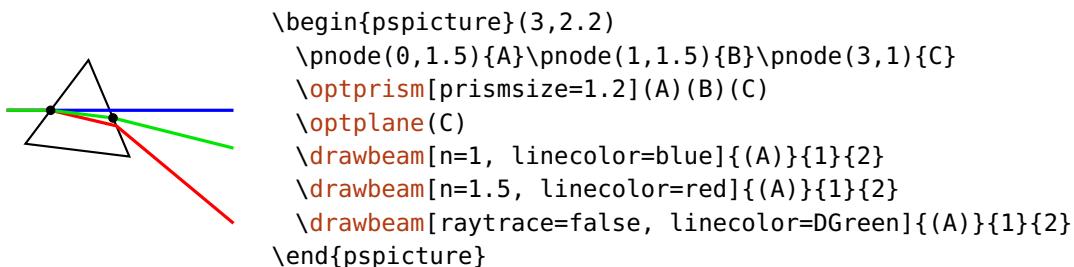 \begin{pspicture}(3,2.2)
\pnode(0,1.5){A}\pnode(1,1.5){B}\pnode(3,1){C}
\optprism[prismsize=1.2](A)(B)(C)
\optplane(C)
\drawbeam[n=1, linecolor=blue]{(A)}{1}{2}
\drawbeam[n=1.5, linecolor=red]{(A)}{1}{2}
\drawbeam[raytrace=false, linecolor=DGreen]{(A)}{1}{2}
\end{pspicture}